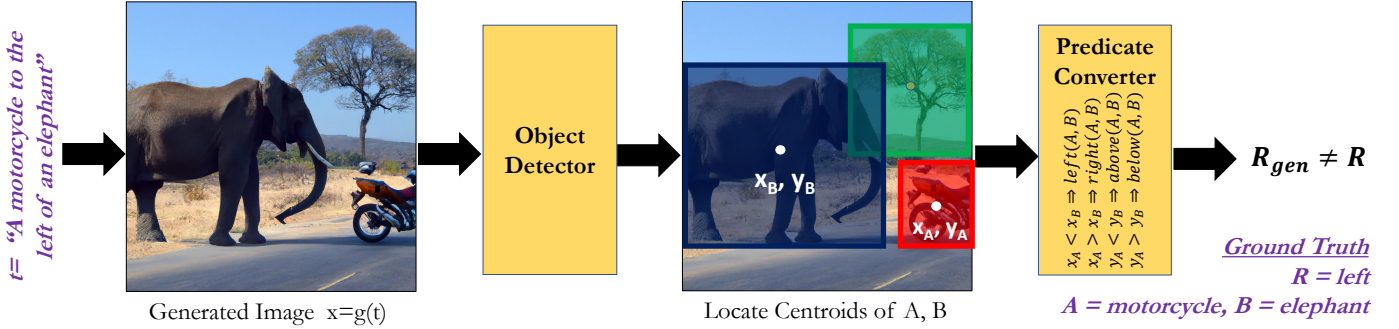 t= “A motorcycle to the
left of an elephant”
Generated Image x=g(t)
Object
Detector
x_B, y_B
x_A, y_A
Locate Centroids of A, B
Predicate
Converter
x_A < x_B ⇒ left(A, B)
x_A > x_B ⇒ right(A, B)
y_A < y_B ⇒ above(A, B)
y_A > y_B ⇒ below(A, B)
R_gen ≠ R
Ground Truth
R = left
A = motorcycle, B = elephant